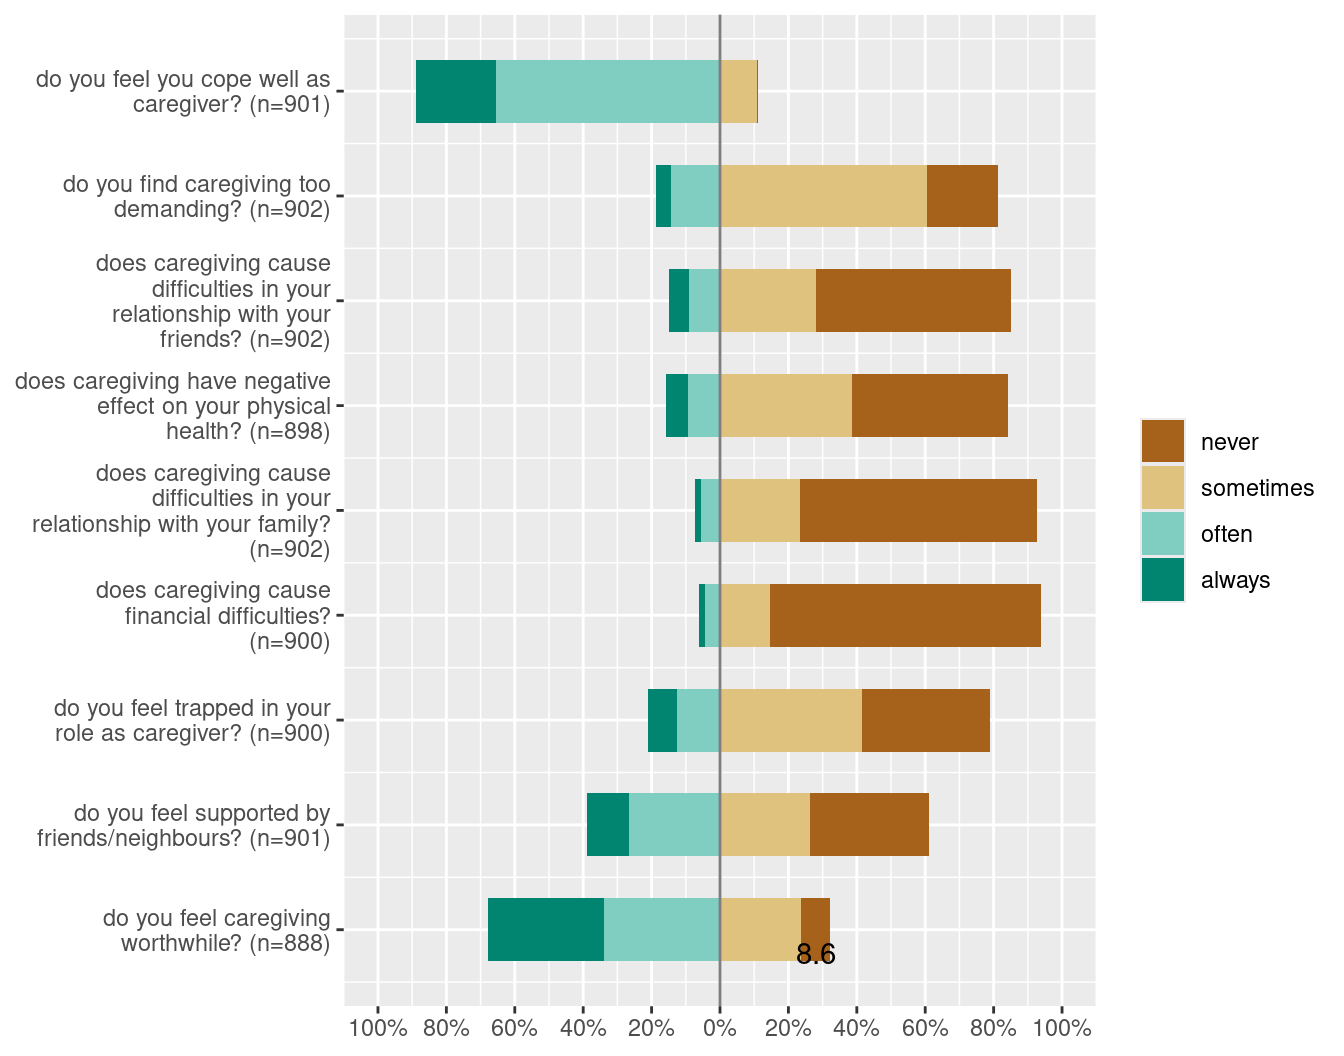 do you feel you cope well as
caregiver? (n=901)
do you find caregiving too
demanding? (n=902)
does caregiving cause
difficulties in your
relationship with your
friends? (n=902)
does caregiving have negative
effect on your physical
health? (n=898)
does caregiving cause
difficulties in your
relationship with your family?
(n=902)
does caregiving cause
financial difficulties?
(n=900)
do you feel trapped in your
role as caregiver? (n=900)
do you feel supported by
friends/neighbours? (n=901)
do you feel caregiving
worthwhile? (n=888)
8.6
100% 80% 60% 40% 20% 0% 20% 40% 60% 80% 100%
never
sometimes
often
always